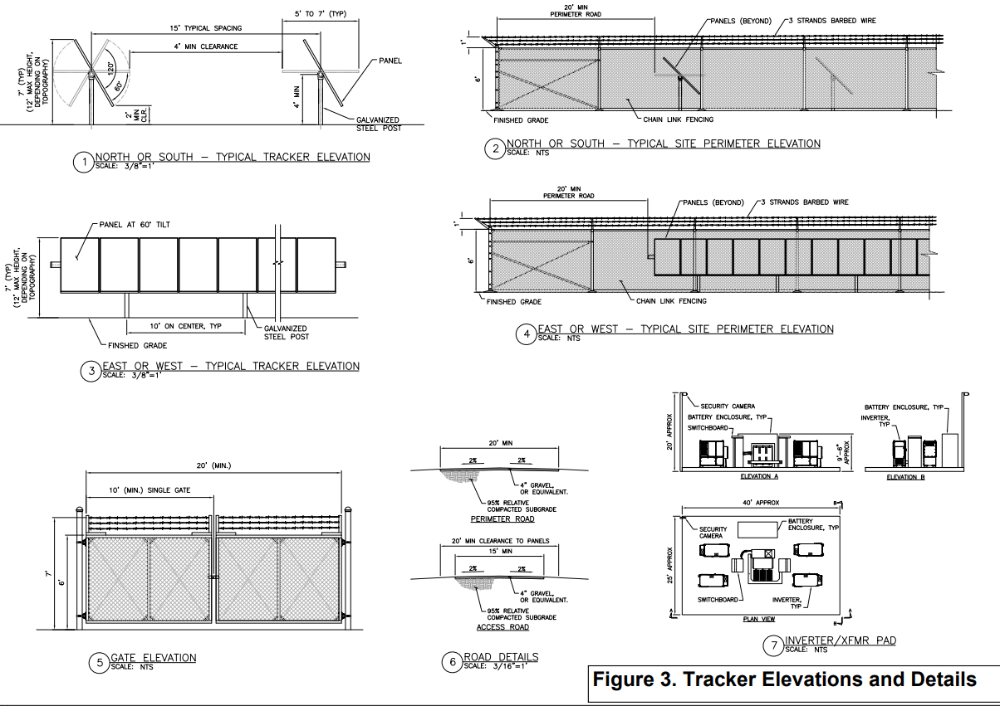 5' TO 7' (TYP)
15' TYPICAL SPACING
4' MIN CLEARANCE
7' (TYP)
(12' MAX HEIGHT,
DEPENDING ON
TOPOGRAPHY)
120°
60°
2'
MIN
CLR.
4' MIN
PANEL
GALVANIZED
STEEL POST
1
NORTH OR SOUTH – TYPICAL TRACKER ELEVATION
SCALE: 3/8"=1'
20' MIN
PERIMETER ROAD
PANELS (BEYOND)
3 STRANDS BARBED WIRE
1'
6'
FINISHED GRADE
CHAIN LINK FENCING
2
NORTH OR SOUTH – TYPICAL SITE PERIMETER ELEVATION
SCALE: NTS
PANEL AT 60° TILT
7' (TYP)
(12' MAX HEIGHT,
DEPENDING ON
TOPOGRAPHY)
10' ON CENTER, TYP
GALVANIZED
STEEL POST
FINSHED GRADE
3
EAST OR WEST – TYPICAL TRACKER ELEVATION
SCALE: 3/8"=1'
20' MIN
PERIMETER ROAD
PANELS (BEYOND)
3 STRANDS BARBED WIRE
1'
6'
FINISHED GRADE
CHAIN LINK FENCING
4
EAST OR WEST – TYPICAL SITE PERIMETER ELEVATION
SCALE: NTS
20' (MIN.)
10' (MIN.) SINGLE GATE
7'
6'
5
GATE ELEVATION
SCALE: NTS
20' MIN
2%
2%
4" GRAVEL,
OR EQUIVALENT.
95% RELATIVE
COMPACTED SUBGRADE
PERIMETER ROAD
20' MIN CLEARANCE TO PANELS
15' MIN
2%
2%
4" GRAVEL,
OR EQUIVALENT.
95% RELATIVE
COMPACTED SUBGRADE
ACCESS ROAD
6
ROAD DETAILS
SCALE: 3/16"=1'
SECURITY CAMERA
BATTERY ENCLOSURE, TYP
SWITCHBOARD
20' APPROX
9'-6"
APPROX
ELEVATION A
BATTERY ENCLOSURE, TYP
INVERTER,
TYP
ELEVATION B
40' APPROX
B
25' APPROX
SECURITY
CAMERA
BATTERY
ENCLOSURE, TYP
SWITCHBOARD
INVERTER,
TYP
A
A
PLAN VIEW
B
7
INVERTER/XFMR PAD
SCALE: NTS
Figure 3. Tracker Elevations and Details